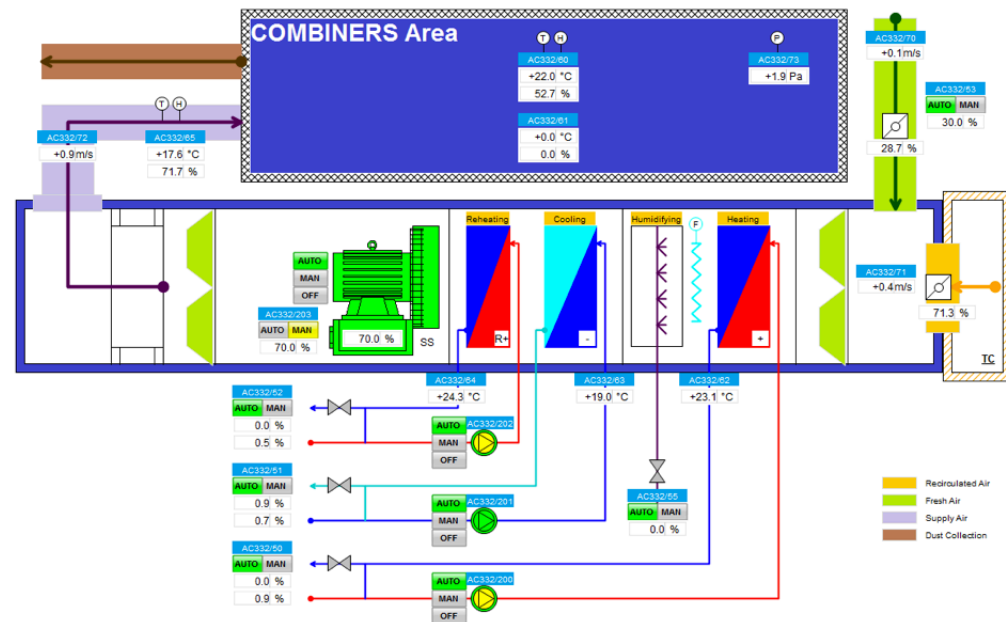 COMBINERS Area
T H
AC332/60
+22.0 °C
52.7 %
AC332/61
+0.0 °C
0.0 %
P
AC332/73
+1.9 Pa
AC332/70
+0.1 m/s
AC332/53
AUTO MAN
30.0 %
28.7 %
T H
AC332/72
+0.9 m/s
AC332/65
+17.6 °C
71.7 %
AUTO
MAN
OFF
AC332/203
AUTO MAN
70.0 %
70.0 %
SS
Reheating
R+
Cooling
-
Humidifying
F
Heating
+
AC332/71
+0.4 m/s
71.3 %
TC
AC332/64
+24.3 °C
AC332/63
+19.0 °C
AC332/62
+23.1 °C
AC332/52
AUTO MAN
0.0 %
0.5 %
AUTO
MAN
OFF
AC332/202
AC332/51
AUTO MAN
0.9 %
0.7 %
AUTO
MAN
OFF
AC332/201
AC332/55
AUTO MAN
0.0 %
AC332/50
AUTO MAN
0.0 %
0.9 %
AUTO
MAN
OFF
AC332/200
Recirculated Air
Fresh Air
Supply Air
Dust Collection